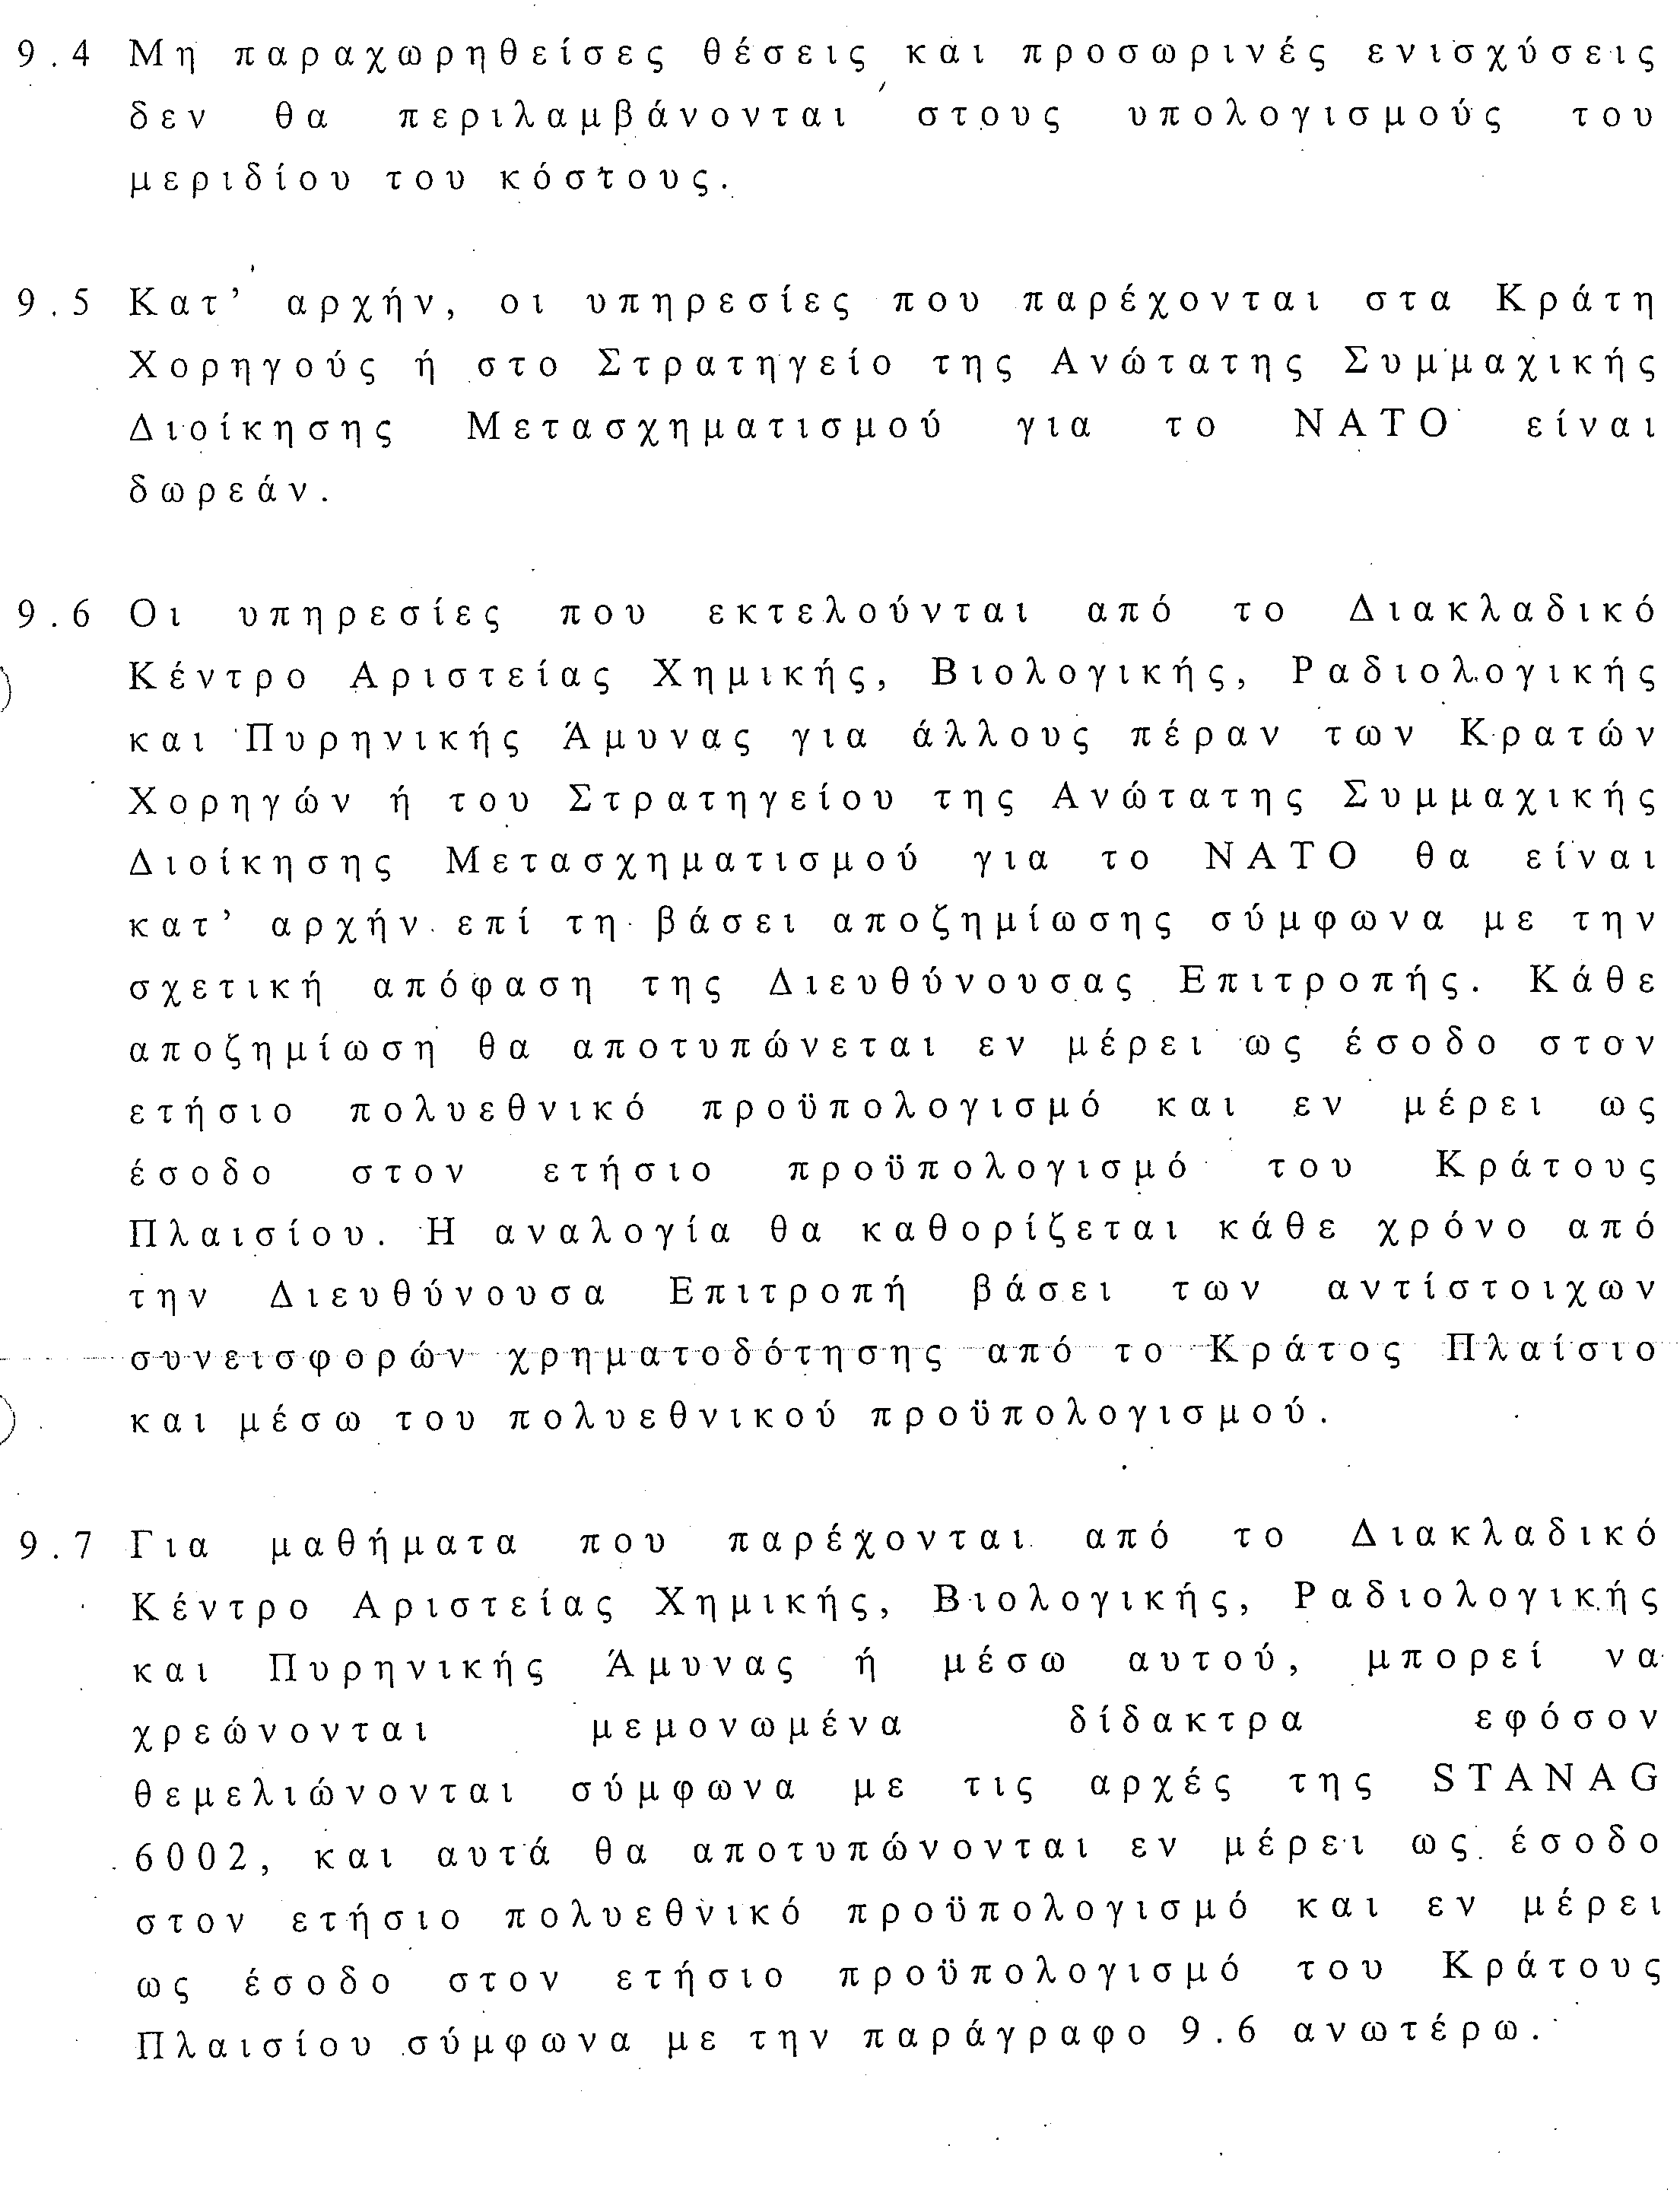 9.4 Μη παραχωρηθείσες θέσεις και προσωρινές ενισχύσεις
δεν θα περιλαμβάνονται στους υπολογισμούς του
μεριδίου του κόστους.
9.5 Κατ’ αρχήν, οι υπηρεσίες που παρέχονται στα Κράτη
Χορηγούς ή στο Στρατηγείο της Ανώτατης Συμμαχικής
Διοίκησης Μετασχηματισμού για το ΝΑΤΟ είναι
δωρεάν.
9.6 Οι υπηρεσίες που εκτελούνται από το Διακλαδικό
Κέντρο Αριστείας Χημικής, Βιολογικής, Ραδιολογικής
και Πυρηνικής Άμυνας για άλλους πέραν των Κρατών
Χορηγών ή του Στρατηγείου της Ανώτατης Συμμαχικής
Διοίκησης Μετασχηματισμού για το ΝΑΤΟ θα είναι
κατ’ αρχήν επί τη βάσει αποζημίωσης σύμφωνα με την
σχετική απόφαση της Διευθύνουσας Επιτροπής. Κάθε
αποζημίωση θα αποτυπώνεται εν μέρει ως έσοδο στον
ετήσιο πολυεθνικό προϋπολογισμό και εν μέρει ως
έσοδο στον ετήσιο προϋπολογισμό του Κράτους
Πλαισίου. Η αναλογία θα καθορίζεται κάθε χρόνο από
την Διευθύνουσα Επιτροπή βάσει των αντίστοιχων
συνεισφορών χρηματοδότησης από το Κράτος Πλαίσιο
και μέσω του πολυεθνικού προϋπολογισμού.
9.7 Για μαθήματα που παρέχονται από το Διακλαδικό
Κέντρο Αριστείας Χημικής, Βιολογικής, Ραδιολογικής
και Πυρηνικής Άμυνας ή μέσω αυτού, μπορεί να
χρεώνονται μεμονωμένα δίδακτρα εφόσον
θεμελιώνονται σύμφωνα με τις αρχές της STANAG
6002, και αυτά θα αποτυπώνονται εν μέρει ως έσοδο
στον ετήσιο πολυεθνικό προϋπολογισμό και εν μέρει
ως έσοδο στον ετήσιο προϋπολογισμό του Κράτους
Πλαισίου σύμφωνα με την παράγραφο 9.6 ανωτέρω.